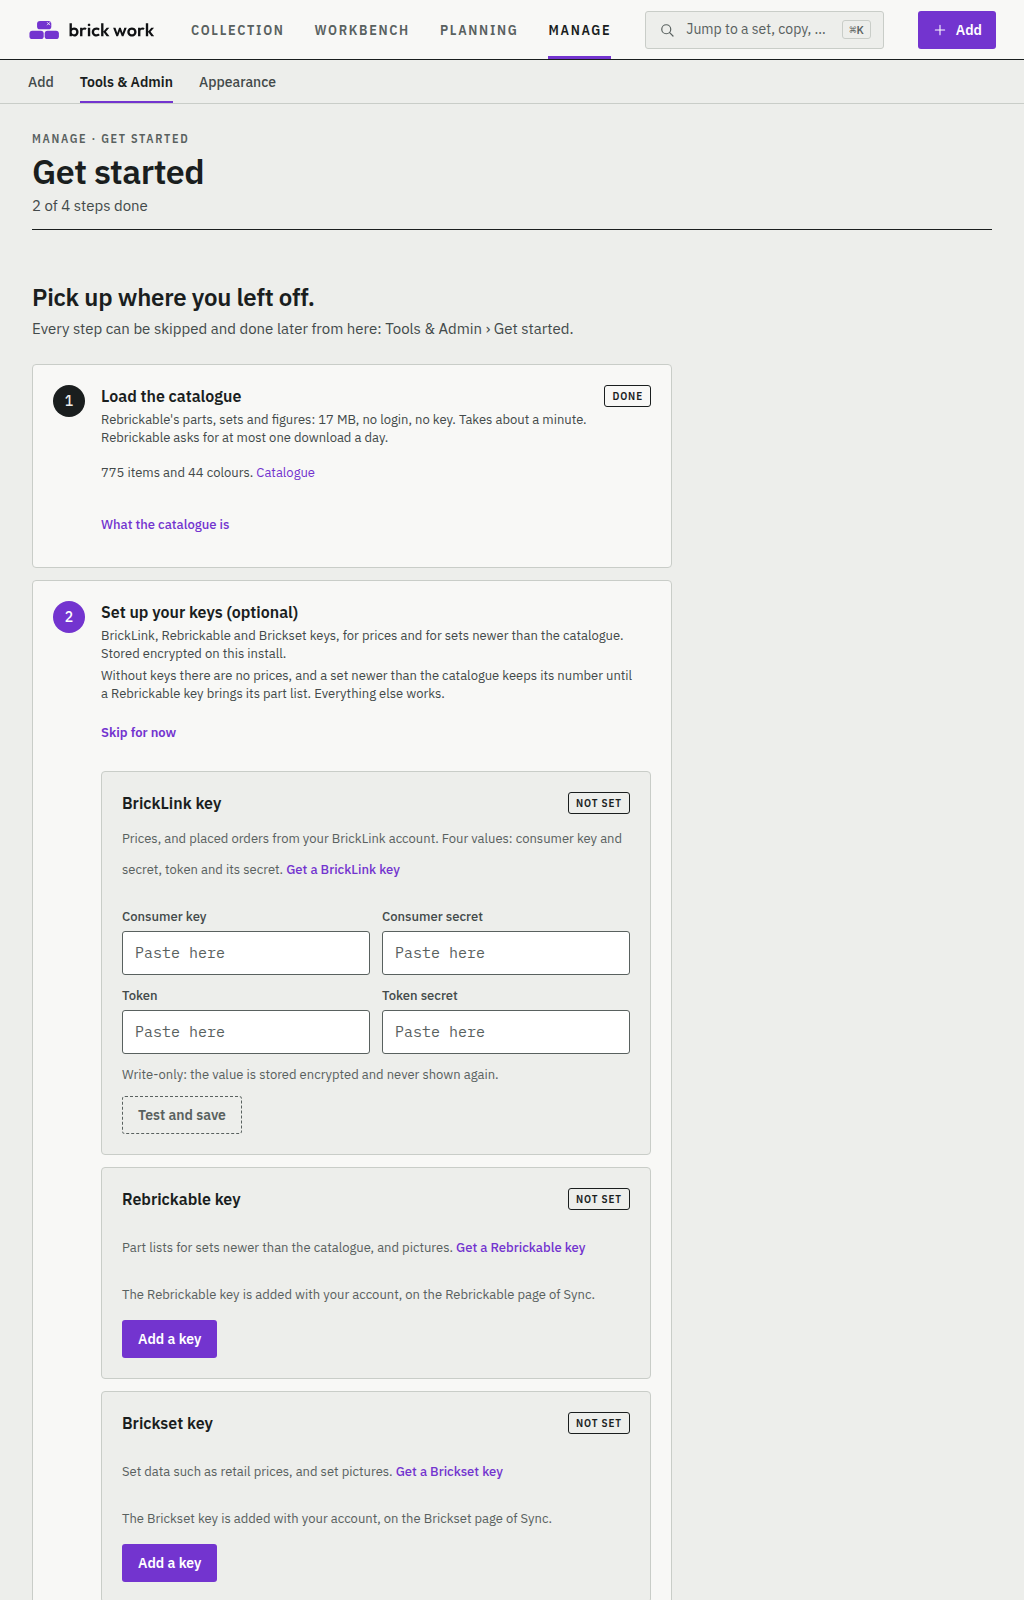 brick work
COLLECTION
WORKBENCH
PLANNING
MANAGE
Jump to a set, copy, ...
⌘K
+ Add
Add
Tools & Admin
Appearance
MANAGE · GET STARTED
Get started
2 of 4 steps done
Pick up where you left off.
Every step can be skipped and done later from here: Tools & Admin › Get started.
1
Load the catalogue
DONE
Rebrickable's parts, sets and figures: 17 MB, no login, no key. Takes about a minute.
Rebrickable asks for at most one download a day.
775 items and 44 colours. Catalogue
What the catalogue is
2
Set up your keys (optional)
BrickLink, Rebrickable and Brickset keys, for prices and for sets newer than the catalogue.
Stored encrypted on this install.
Without keys there are no prices, and a set newer than the catalogue keeps its number until
a Rebrickable key brings its part list. Everything else works.
Skip for now
BrickLink key
NOT SET
Prices, and placed orders from your BrickLink account. Four values: consumer key and
secret, token and its secret. Get a BrickLink key
Consumer key
Consumer secret
Paste here
Paste here
Token
Token secret
Paste here
Paste here
Write-only: the value is stored encrypted and never shown again.
Test and save
Rebrickable key
NOT SET
Part lists for sets newer than the catalogue, and pictures. Get a Rebrickable key
The Rebrickable key is added with your account, on the Rebrickable page of Sync.
Add a key
Brickset key
NOT SET
Set data such as retail prices, and set pictures. Get a Brickset key
The Brickset key is added with your account, on the Brickset page of Sync.
Add a key